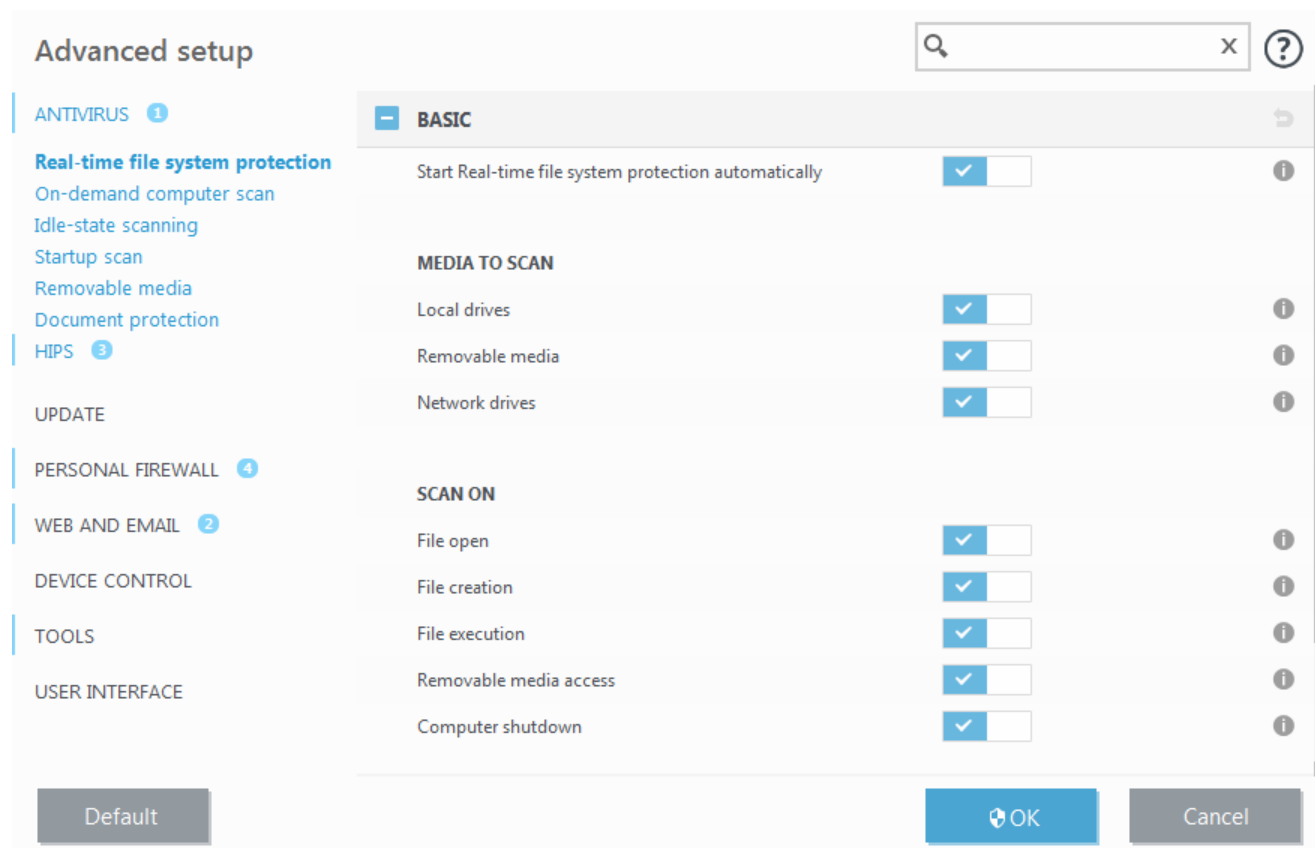 Advanced setup
X
?
ANTIVIRUS 1
Real-time file system protection
On-demand computer scan
Idle-state scanning
Startup scan
Removable media
Document protection
HIPS 3
UPDATE
PERSONAL FIREWALL 4
WEB AND EMAIL 2
DEVICE CONTROL
TOOLS
USER INTERFACE
BASIC
Start Real-time file system protection automatically
MEDIA TO SCAN
Local drives
Removable media
Network drives
SCAN ON
File open
File creation
File execution
Removable media access
Computer shutdown
Default
OK
Cancel